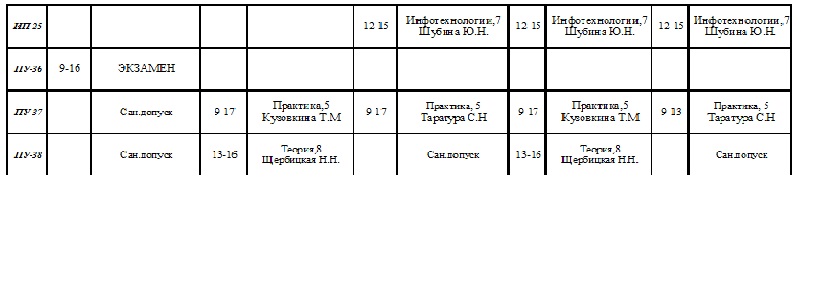 ИП 25 12-15 Инфотехнологии,7 Шубина Ю.Н. 12-15 Инфотехнологии,7 Шубина Ю.Н. 12-15 Инфотехнологии,7 Шубина Ю.Н.
ПУ-36 9-16 ЭКЗАМЕН
ПУ 37 Сан.допуск 9-17 Практика,5 Кузовкина Т.М 9-17 Практика, 5 Таратура С.Н 9-17 Практика,5 Кузовкина Т.М 9-13 Практика, 5 Таратура С.Н
ПУ-38 Сан.допуск 13-16 Теория,8 Щербицкая Н.Н. Сан.допуск 13-16 Теория,8 Щербицкая Н.Н. Сан.допуск